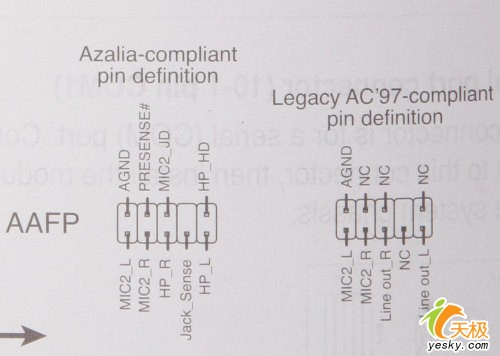 Azalia-compliant
pin definition
Legacy AC'97-compliant
pin definition
AAFP
AGND
PRESENSE#
MIC2_JD
HP_HD
MIC2_L
MIC2_R
HP_R
Jack_Sense
HP_L
AGND
NC
NC
NC
MIC2_L
MIC2_R
Line out_R
NC
Line out_L
天极
yesky.com